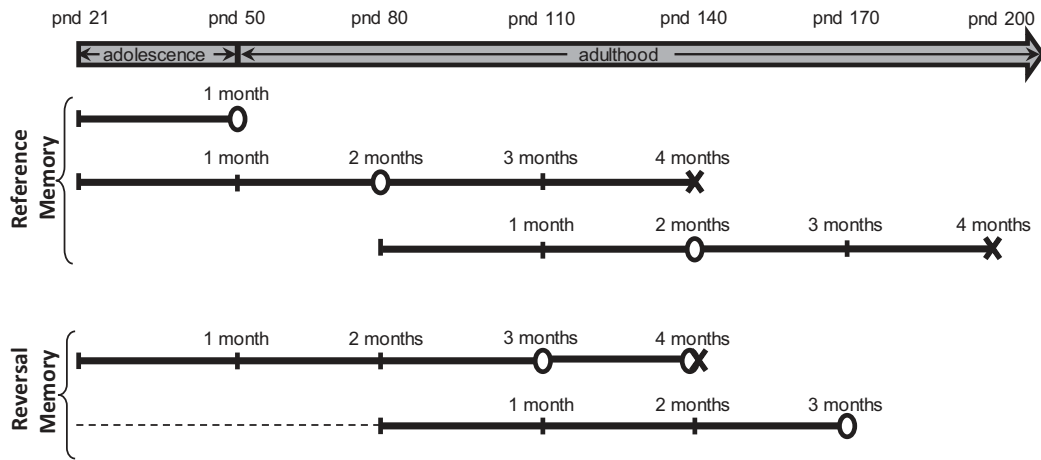 pnd 21 pnd 50 pnd 80 pnd 110 pnd 140 pnd 170 pnd 200
adolescence adulthood
Reference
Memory
1 month
1 month 2 months 3 months 4 months
1 month 2 months 3 months 4 months
Reversal
Memory
1 month 2 months 3 months 4 months
1 month 2 months 3 months